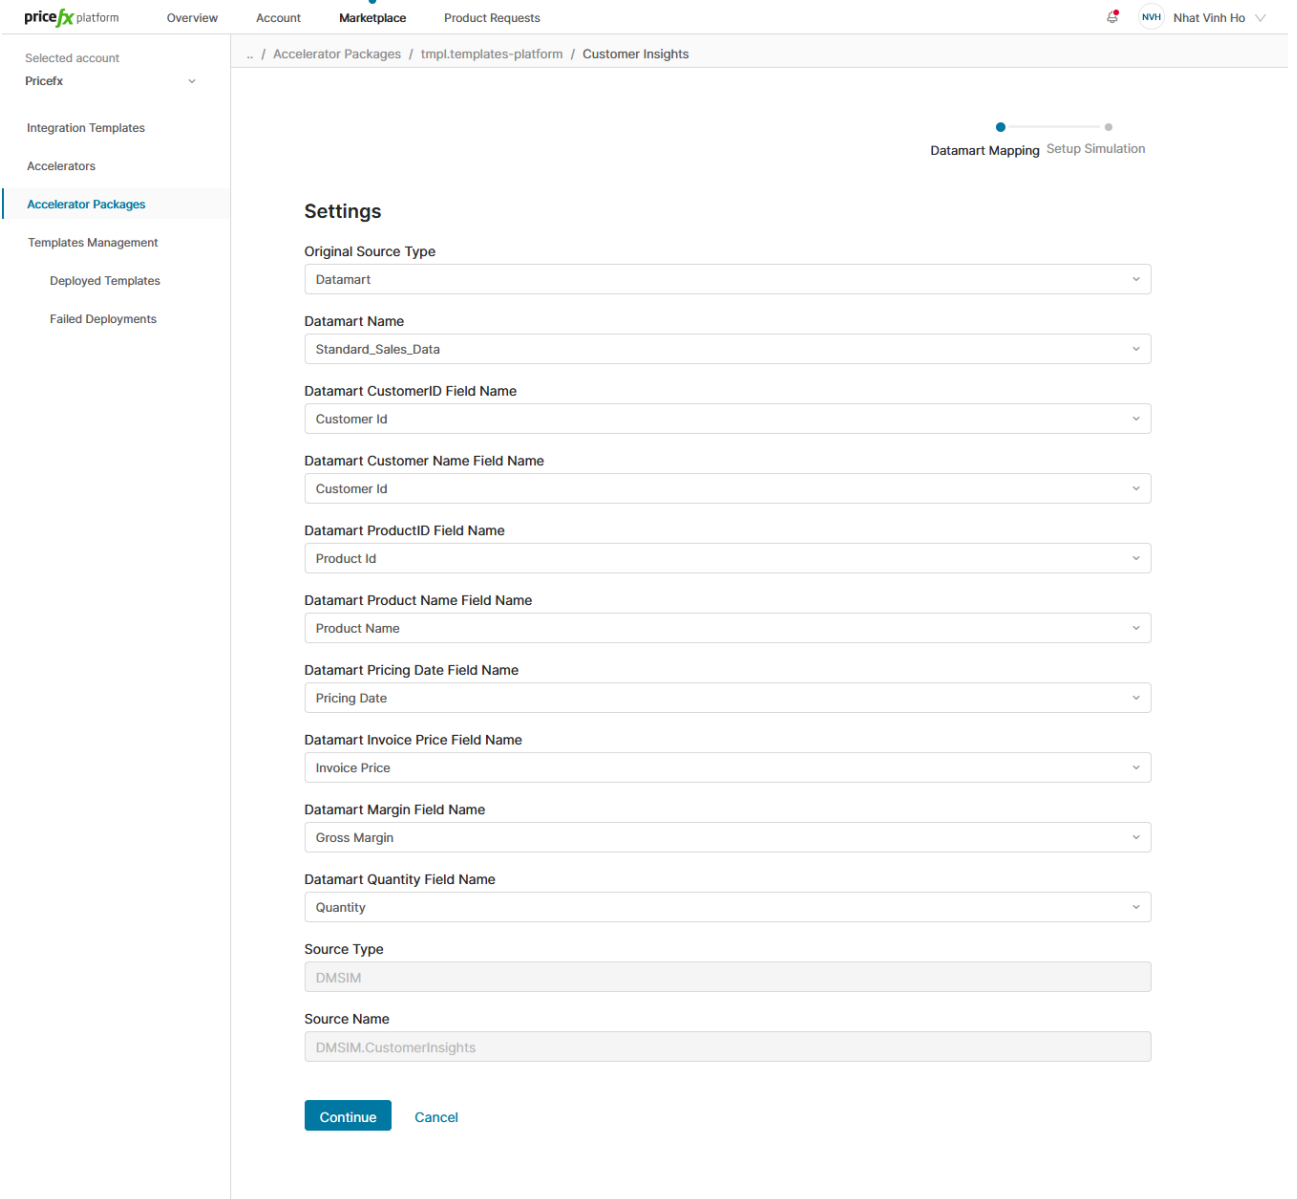 pricefx platform
Overview
Account
Marketplace
Product Requests
NVH
Nhat Vinh Ho
Selected account
Pricefx
Integration Templates
Accelerators
Accelerator Packages
Templates Management
Deployed Templates
Failed Deployments
.. / Accelerator Packages / tmpl.templates-platform / Customer Insights
Datamart Mapping
Setup Simulation
Settings
Original Source Type
Datamart
Datamart Name
Standard_Sales_Data
Datamart CustomerID Field Name
Customer Id
Datamart Customer Name Field Name
Customer Id
Datamart ProductID Field Name
Product Id
Datamart Product Name Field Name
Product Name
Datamart Pricing Date Field Name
Pricing Date
Datamart Invoice Price Field Name
Invoice Price
Datamart Margin Field Name
Gross Margin
Datamart Quantity Field Name
Quantity
Source Type
DMSIM
Source Name
DMSIM.CustomerInsights
Continue
Cancel